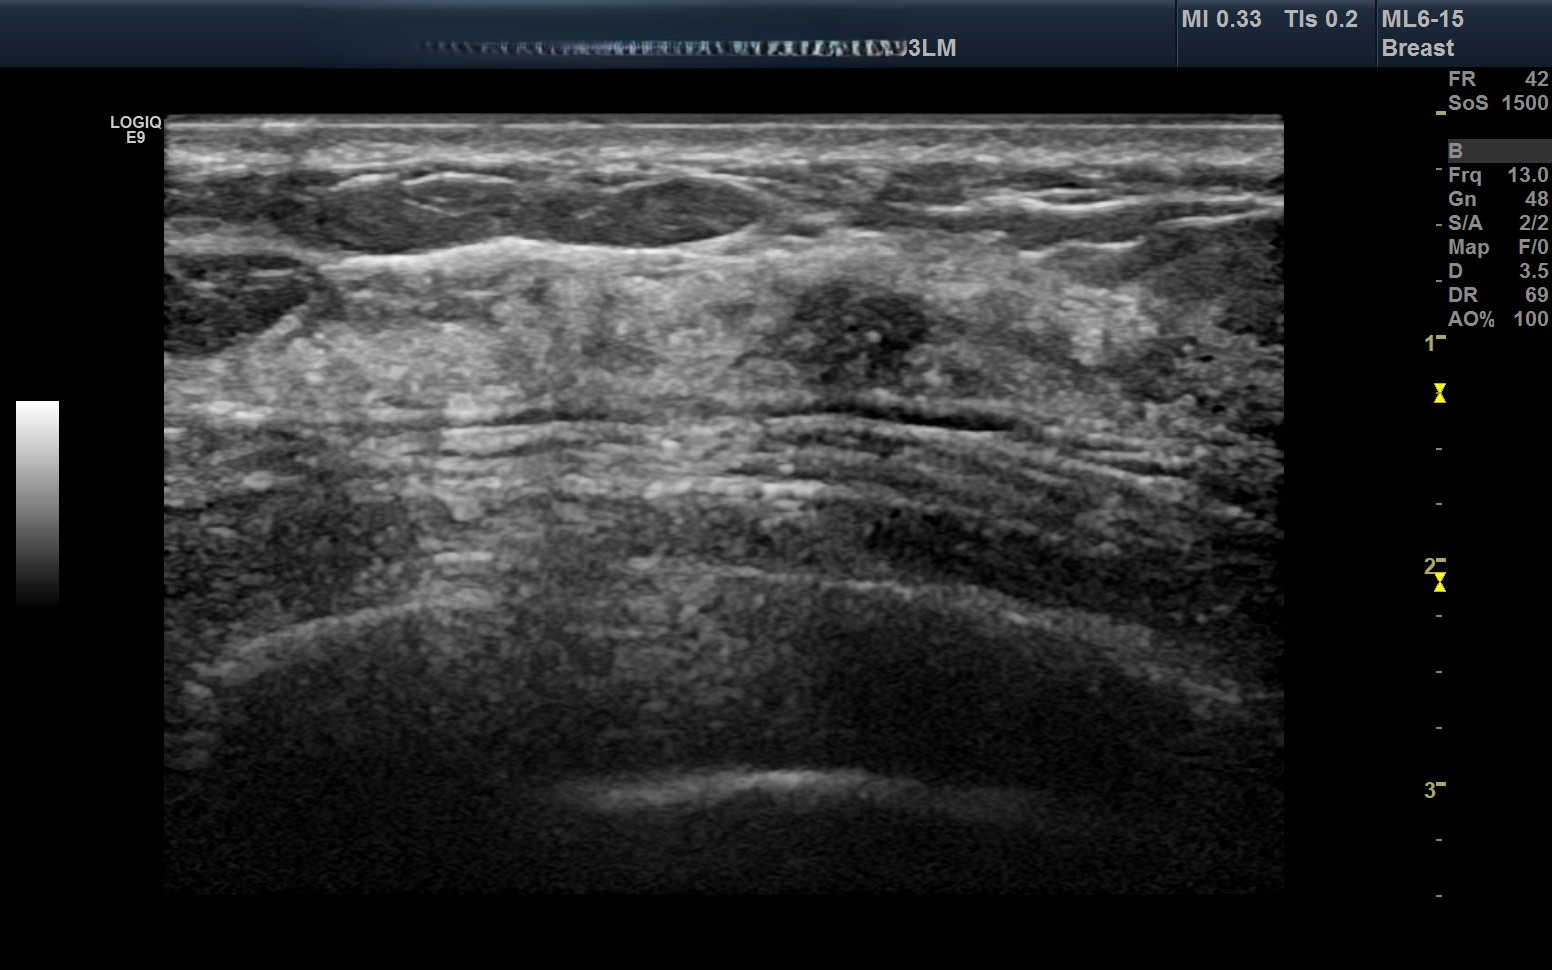 MI 0.33 TIs 0.2 ML6-15
3LM Breast
FR 42
SoS 1500
LOGIQ
E9
B
Frq 13.0
Gn 48
S/A 2/2
Map F/0
D 3.5
DR 69
AO% 100
1
2
3